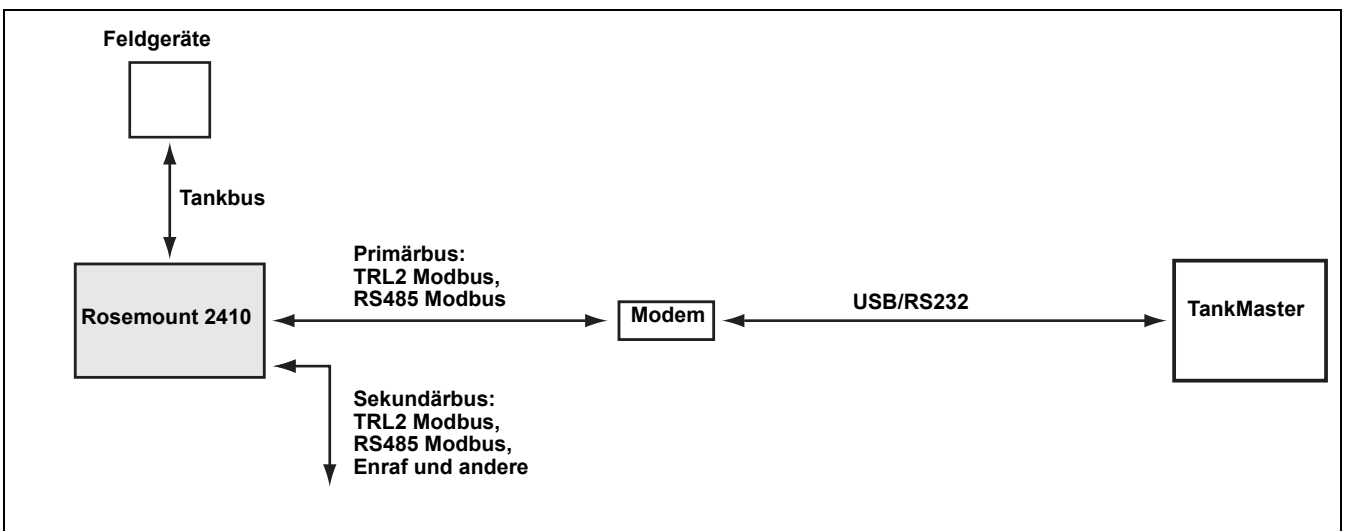 Feldgeräte
Tankbus
Primärbus:
TRL2 Modbus,
RS485 Modbus
Rosemount 2410
Modem
USB/RS232
TankMaster
Sekundärbus:
TRL2 Modbus,
RS485 Modbus,
Enraf und andere